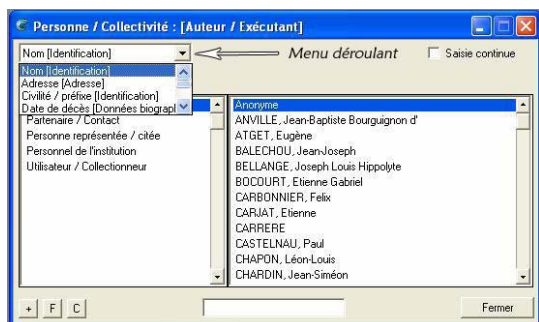 Personne / Collectivité : [Auteur / Exécutant]
Nom [Identification]
Menu déroulant
Saisie continue
Nom [Identification]
Adresse [Adresse]
Civilité / préfixe [Identification]
Date de décès [Données biograph
Partenaire / Contact
Personne représentée / citée
Personnel de l'institution
Utilisateur / Collectionneur
Anonyme
ANVILLE, Jean-Baptiste Bourguignon d'
ATGET, Eugène
BALECHOU, Jean-Joseph
BELLANGE, Joseph Louis Hippolyte
BOCOURT, Etienne Gabriel
CARBONNIER, Felix
CARJAT, Etienne
CARRERE
CASTELNAU, Paul
CHAPON, Léon-Louis
CHARDIN, Jean-Siméon
+ F C
Fermer